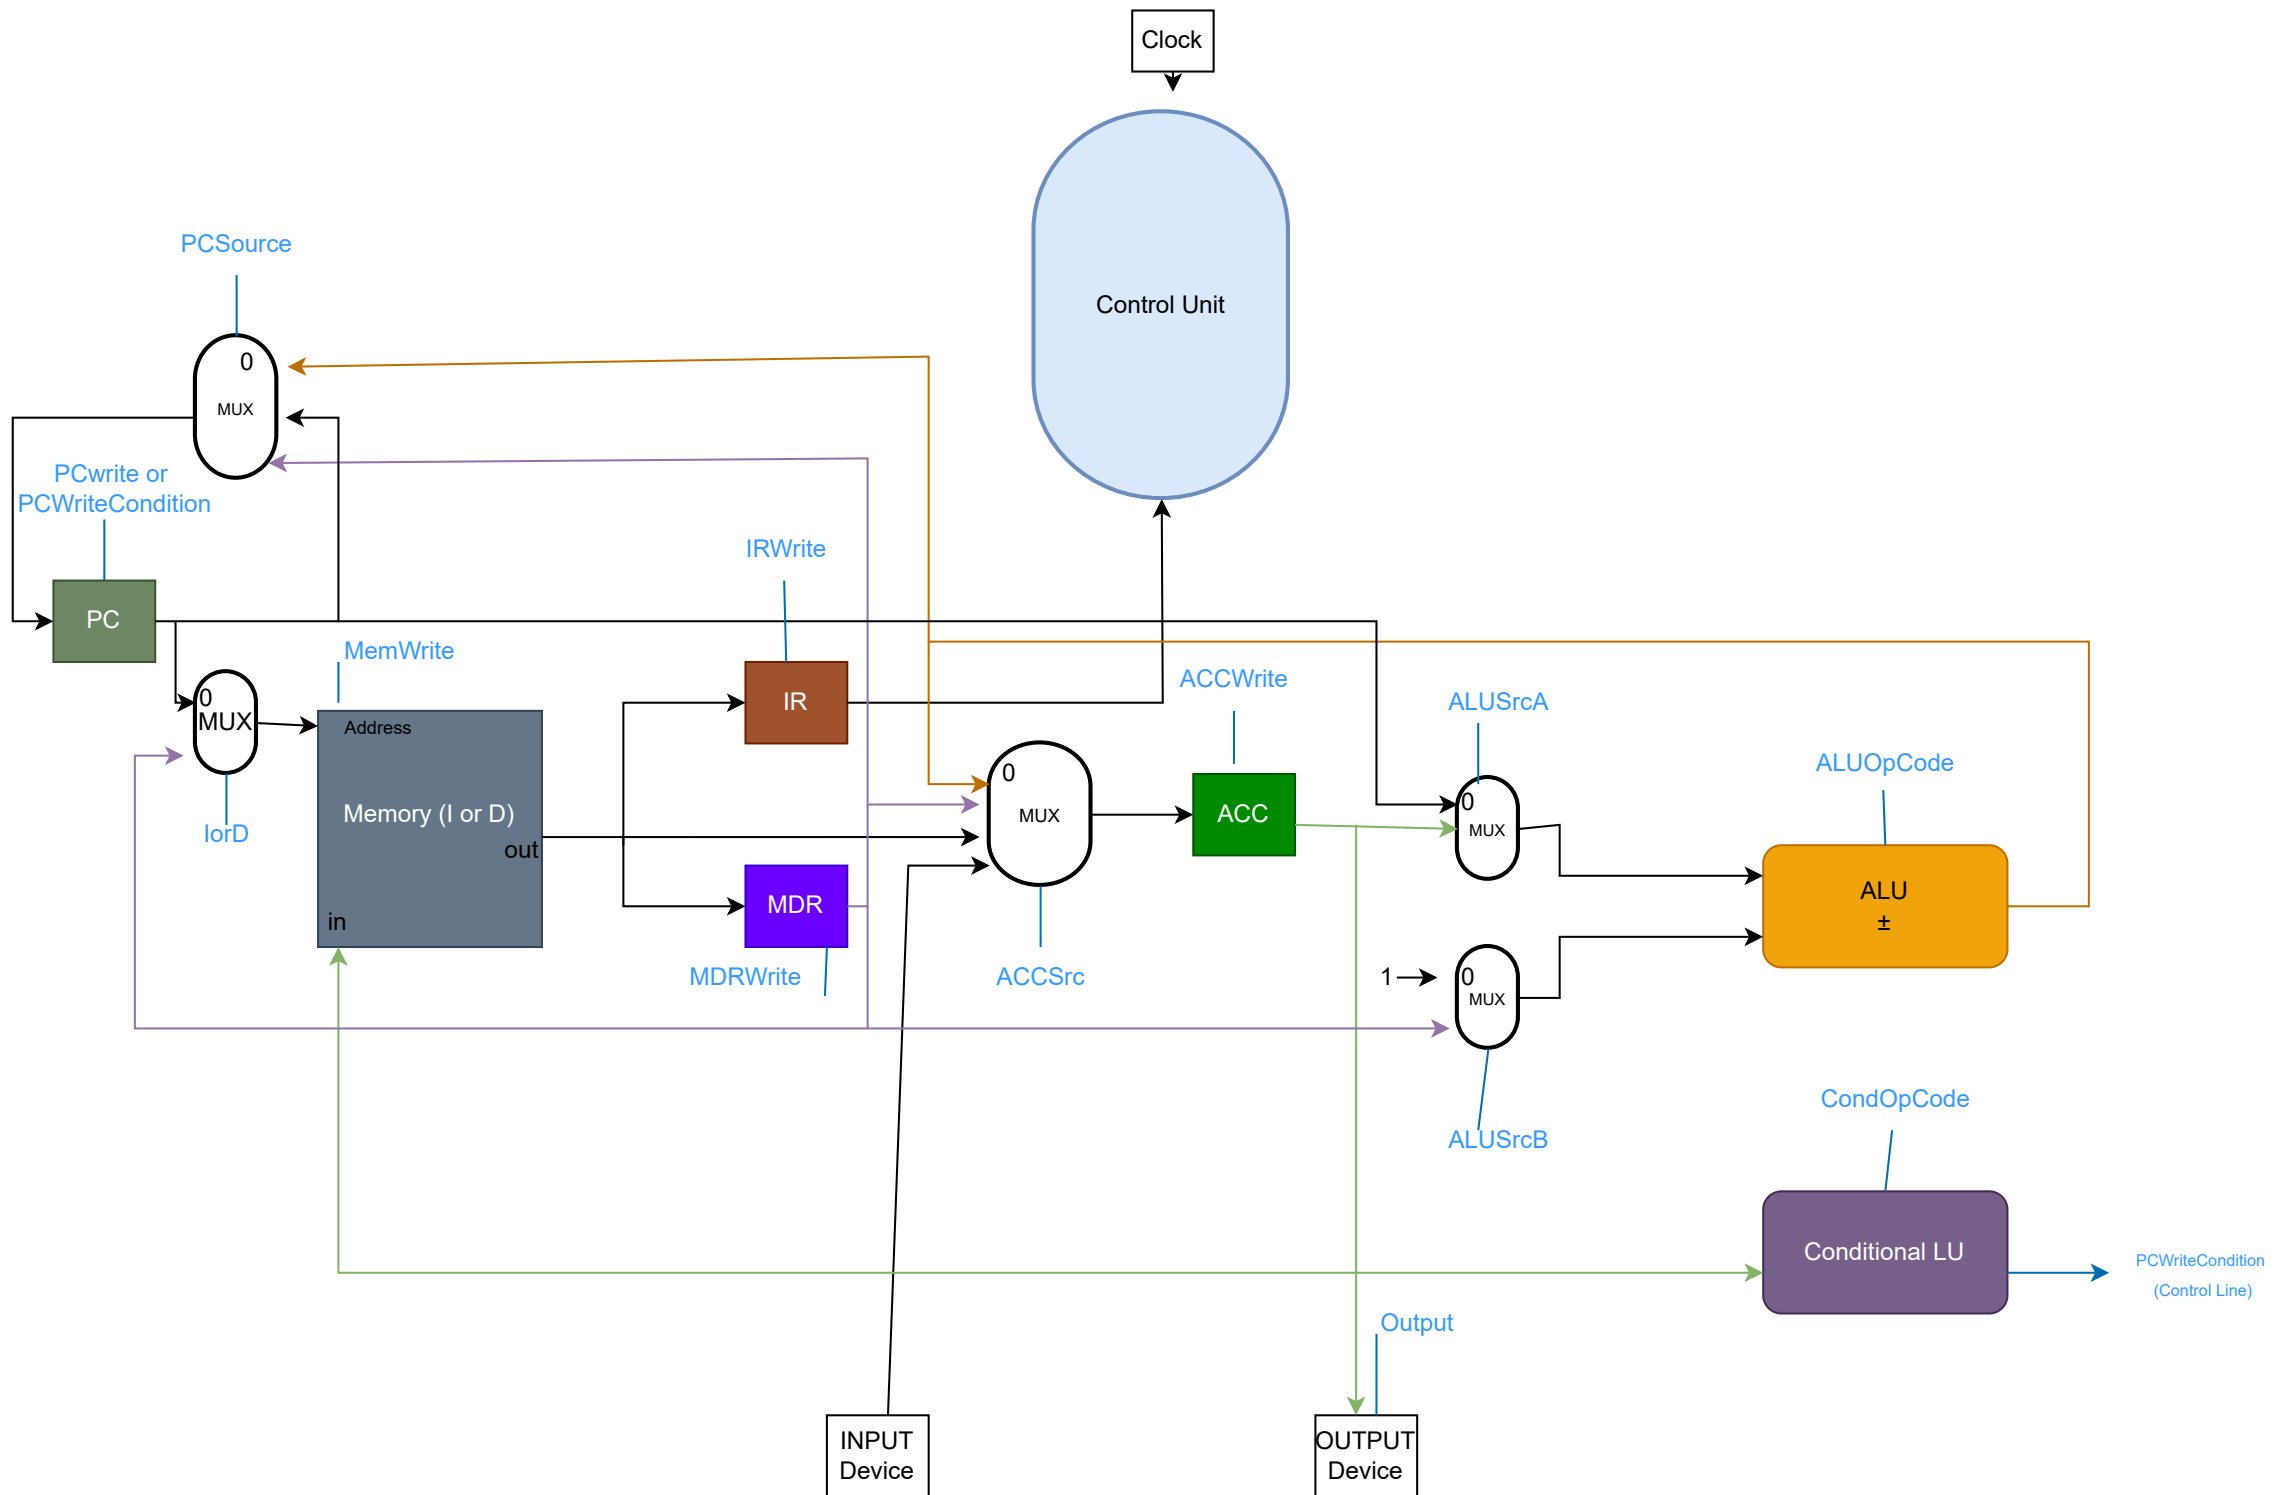 Clock
Control Unit
PCSource
0
MUX
PCwrite or
PCWriteCondition
IRWrite
PC
MemWrite
IR
ACCWrite
ALUSrcA
0
MUX
Address
ALUOpCode
0
MUX
ACC
0
MUX
IorD
Memory (I or D)
out
ALU
±
MDR
in
MDRWrite
ACCSrc
1
0
MUX
CondOpCode
ALUSrcB
Conditional LU
PCWriteCondition
(Control Line)
Output
INPUT
Device
OUTPUT
Device